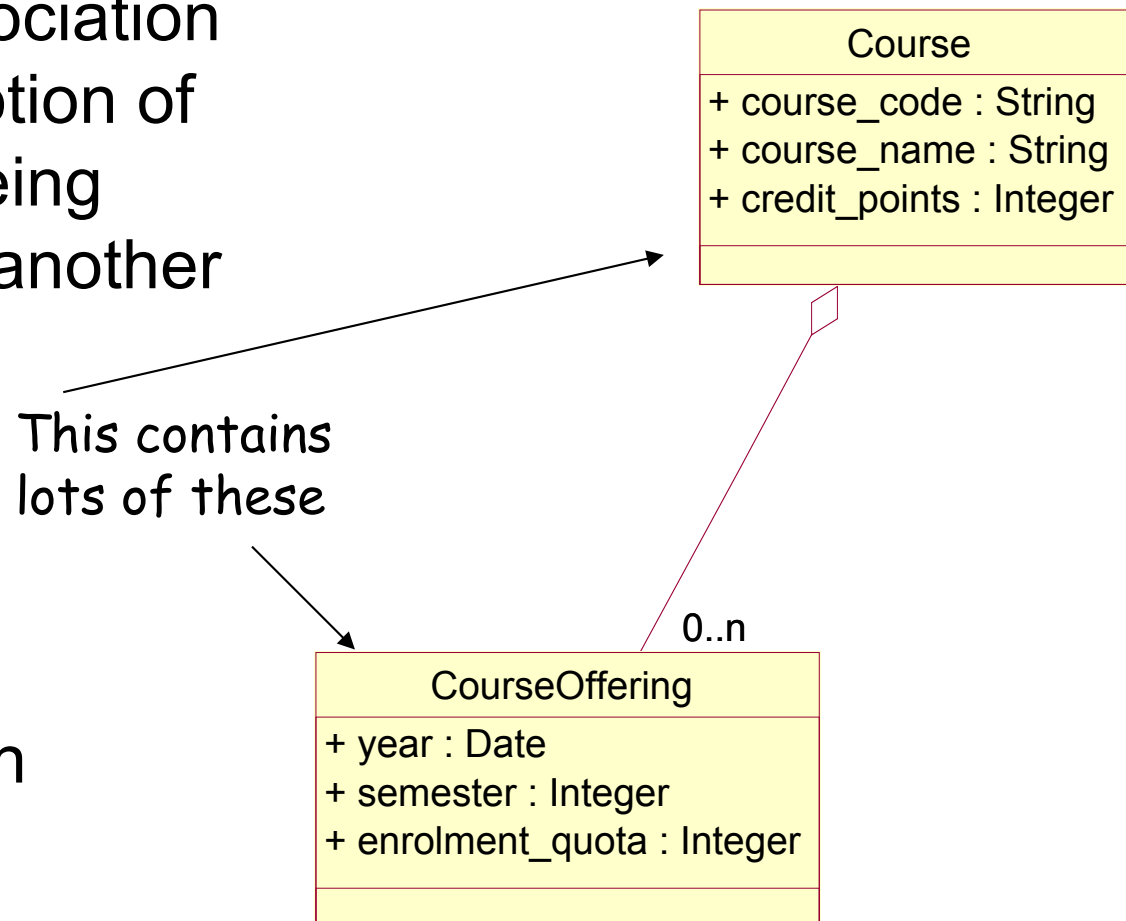 ociation
otion of
eing
another
This contains
lots of these
n
Course
+ course_code : String
+ course_name : String
+ credit_points : Integer
0..n
CourseOffering
+ year : Date
+ semester : Integer
+ enrolment_quota : Integer